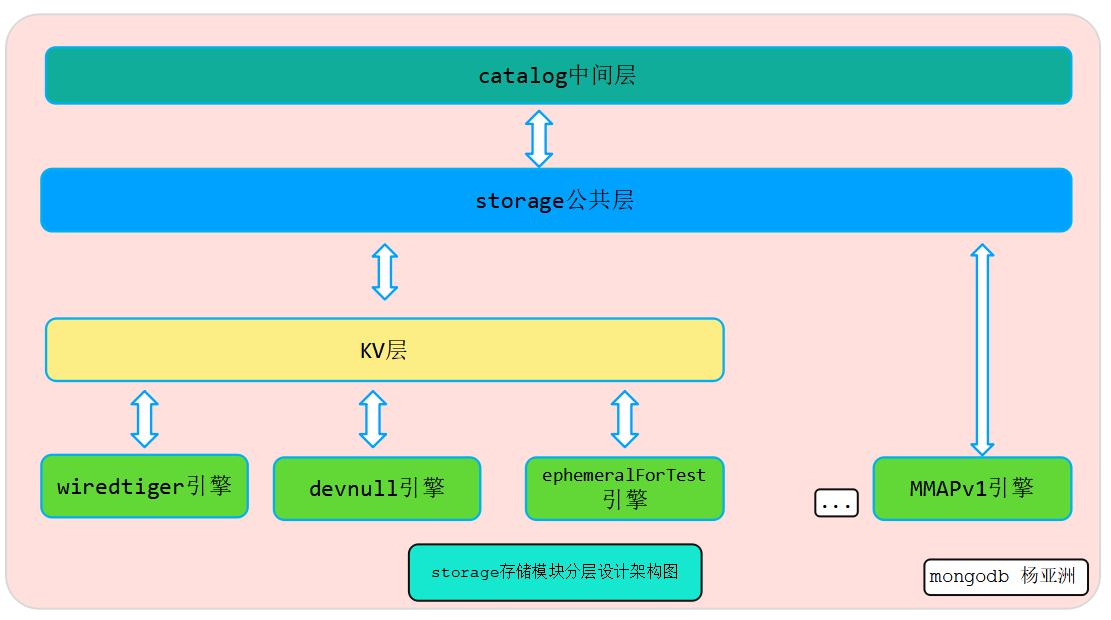 catalog中间层
storage公共层
KV层
wiredtiger引擎
devnull引擎
ephemeralForTest
引擎
...
MMAPv1引擎
storage存储模块分层设计架构图
mongodb 杨亚洲